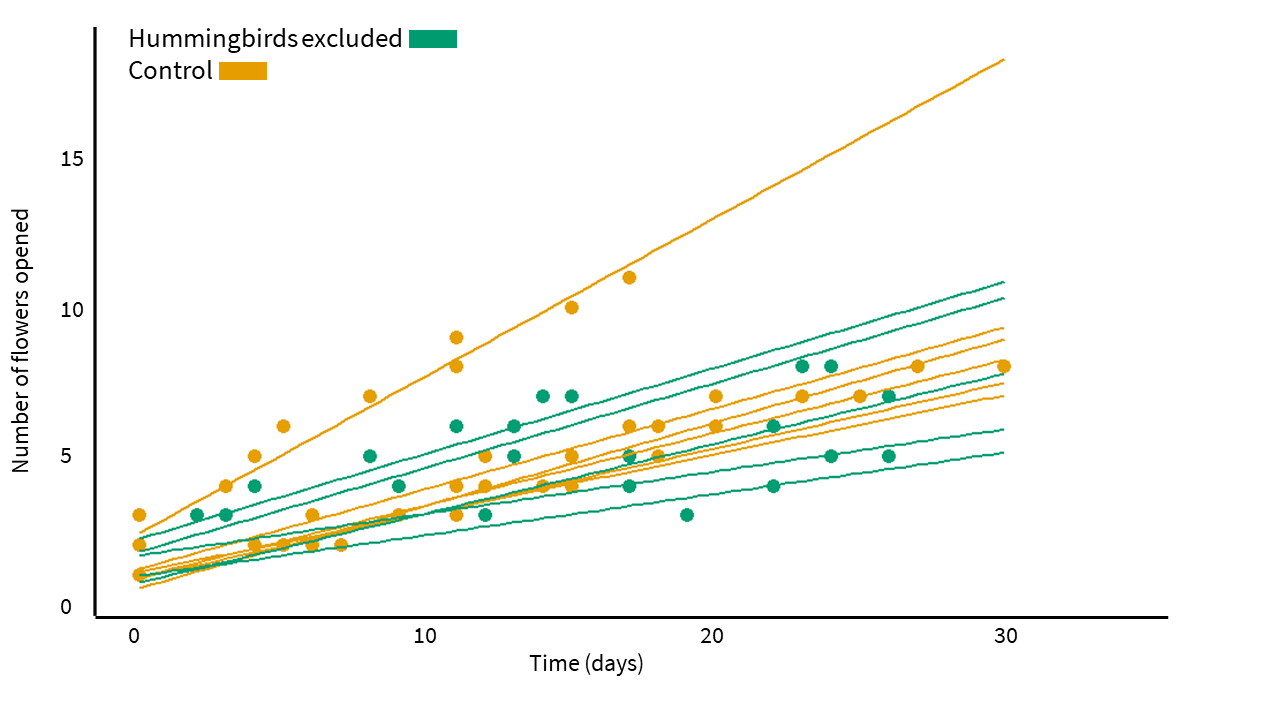 Hummingbirds excluded
Control
15
10
5
0
Number of flowers opened
0 10 20 30
Time (days)